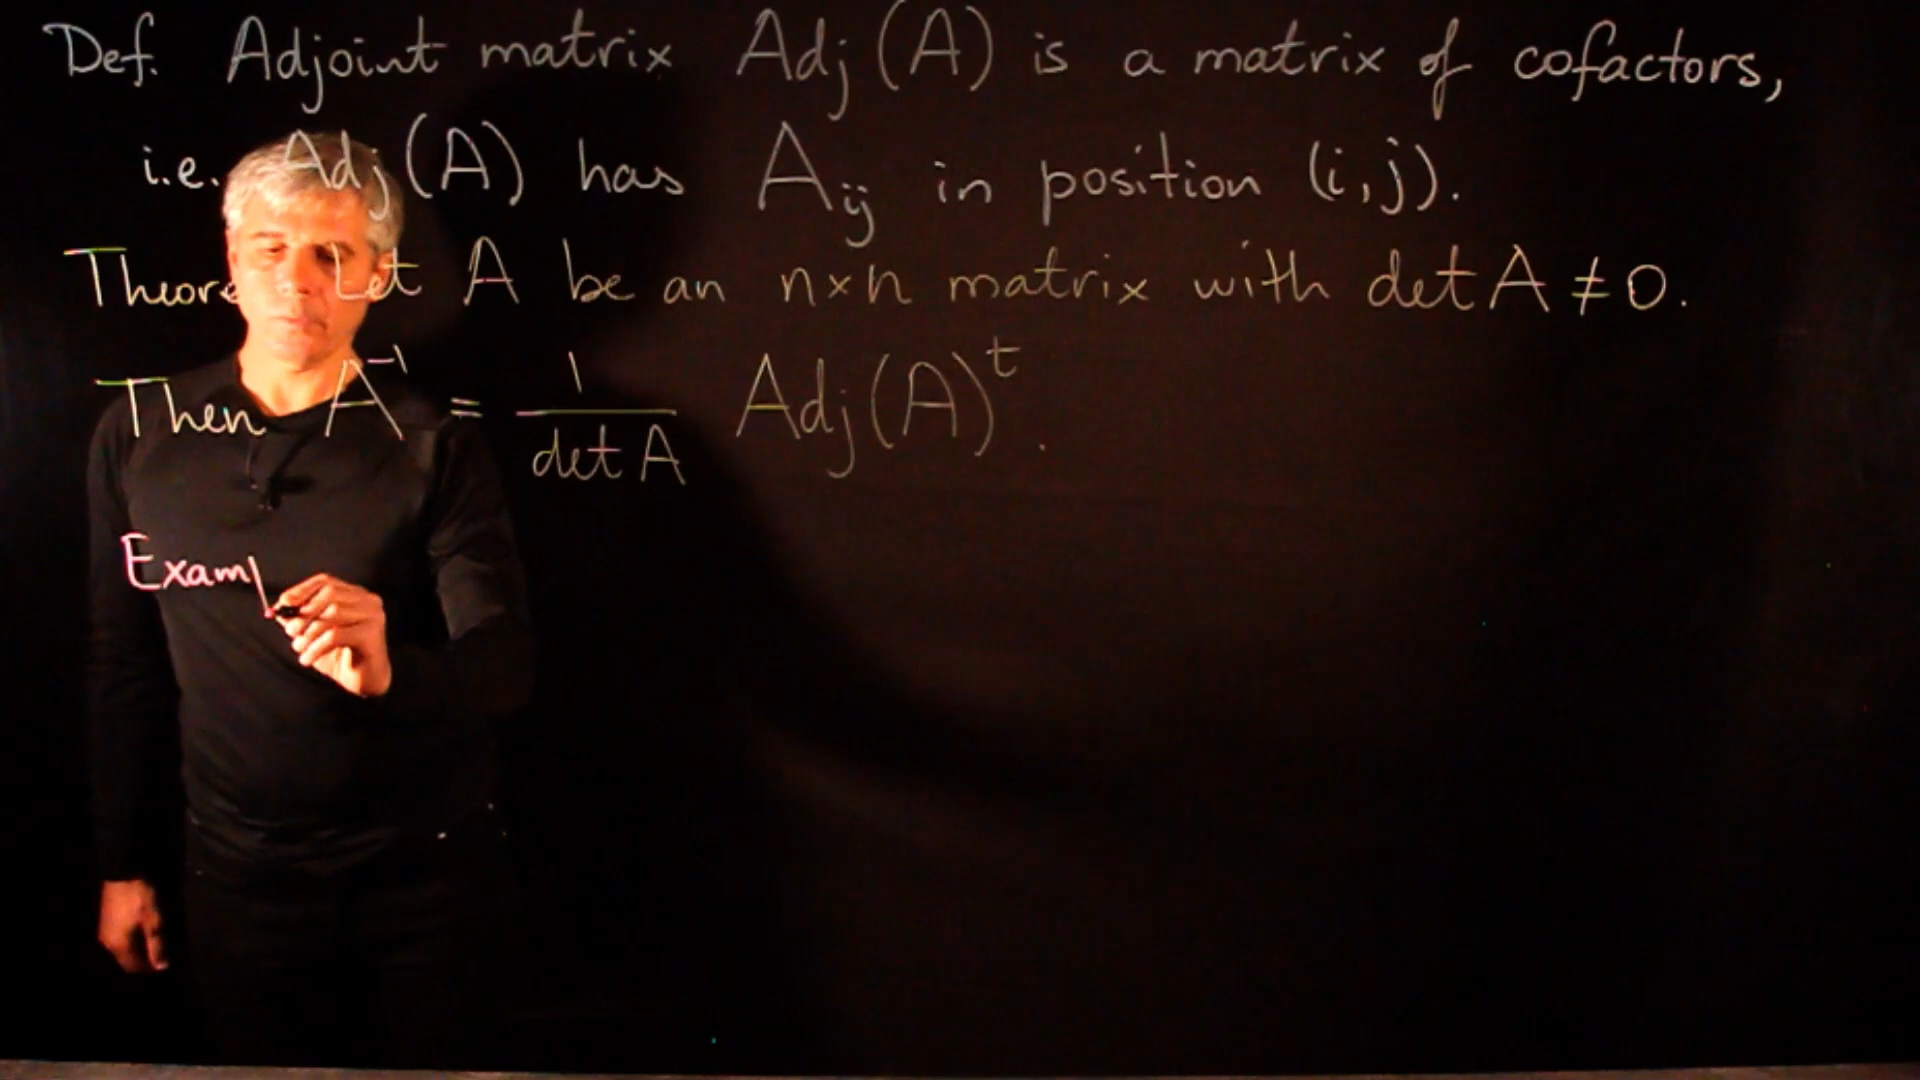 Def. Adjoint matrix Adj(A) is a matrix of cofactors,
i.e. Adj(A) has Aij in position (i,j).
Theore Let A be an n×n matrix with det A ≠ 0.
Then A⁻¹ = 1/det A Adj(A)ᵗ.
Examp